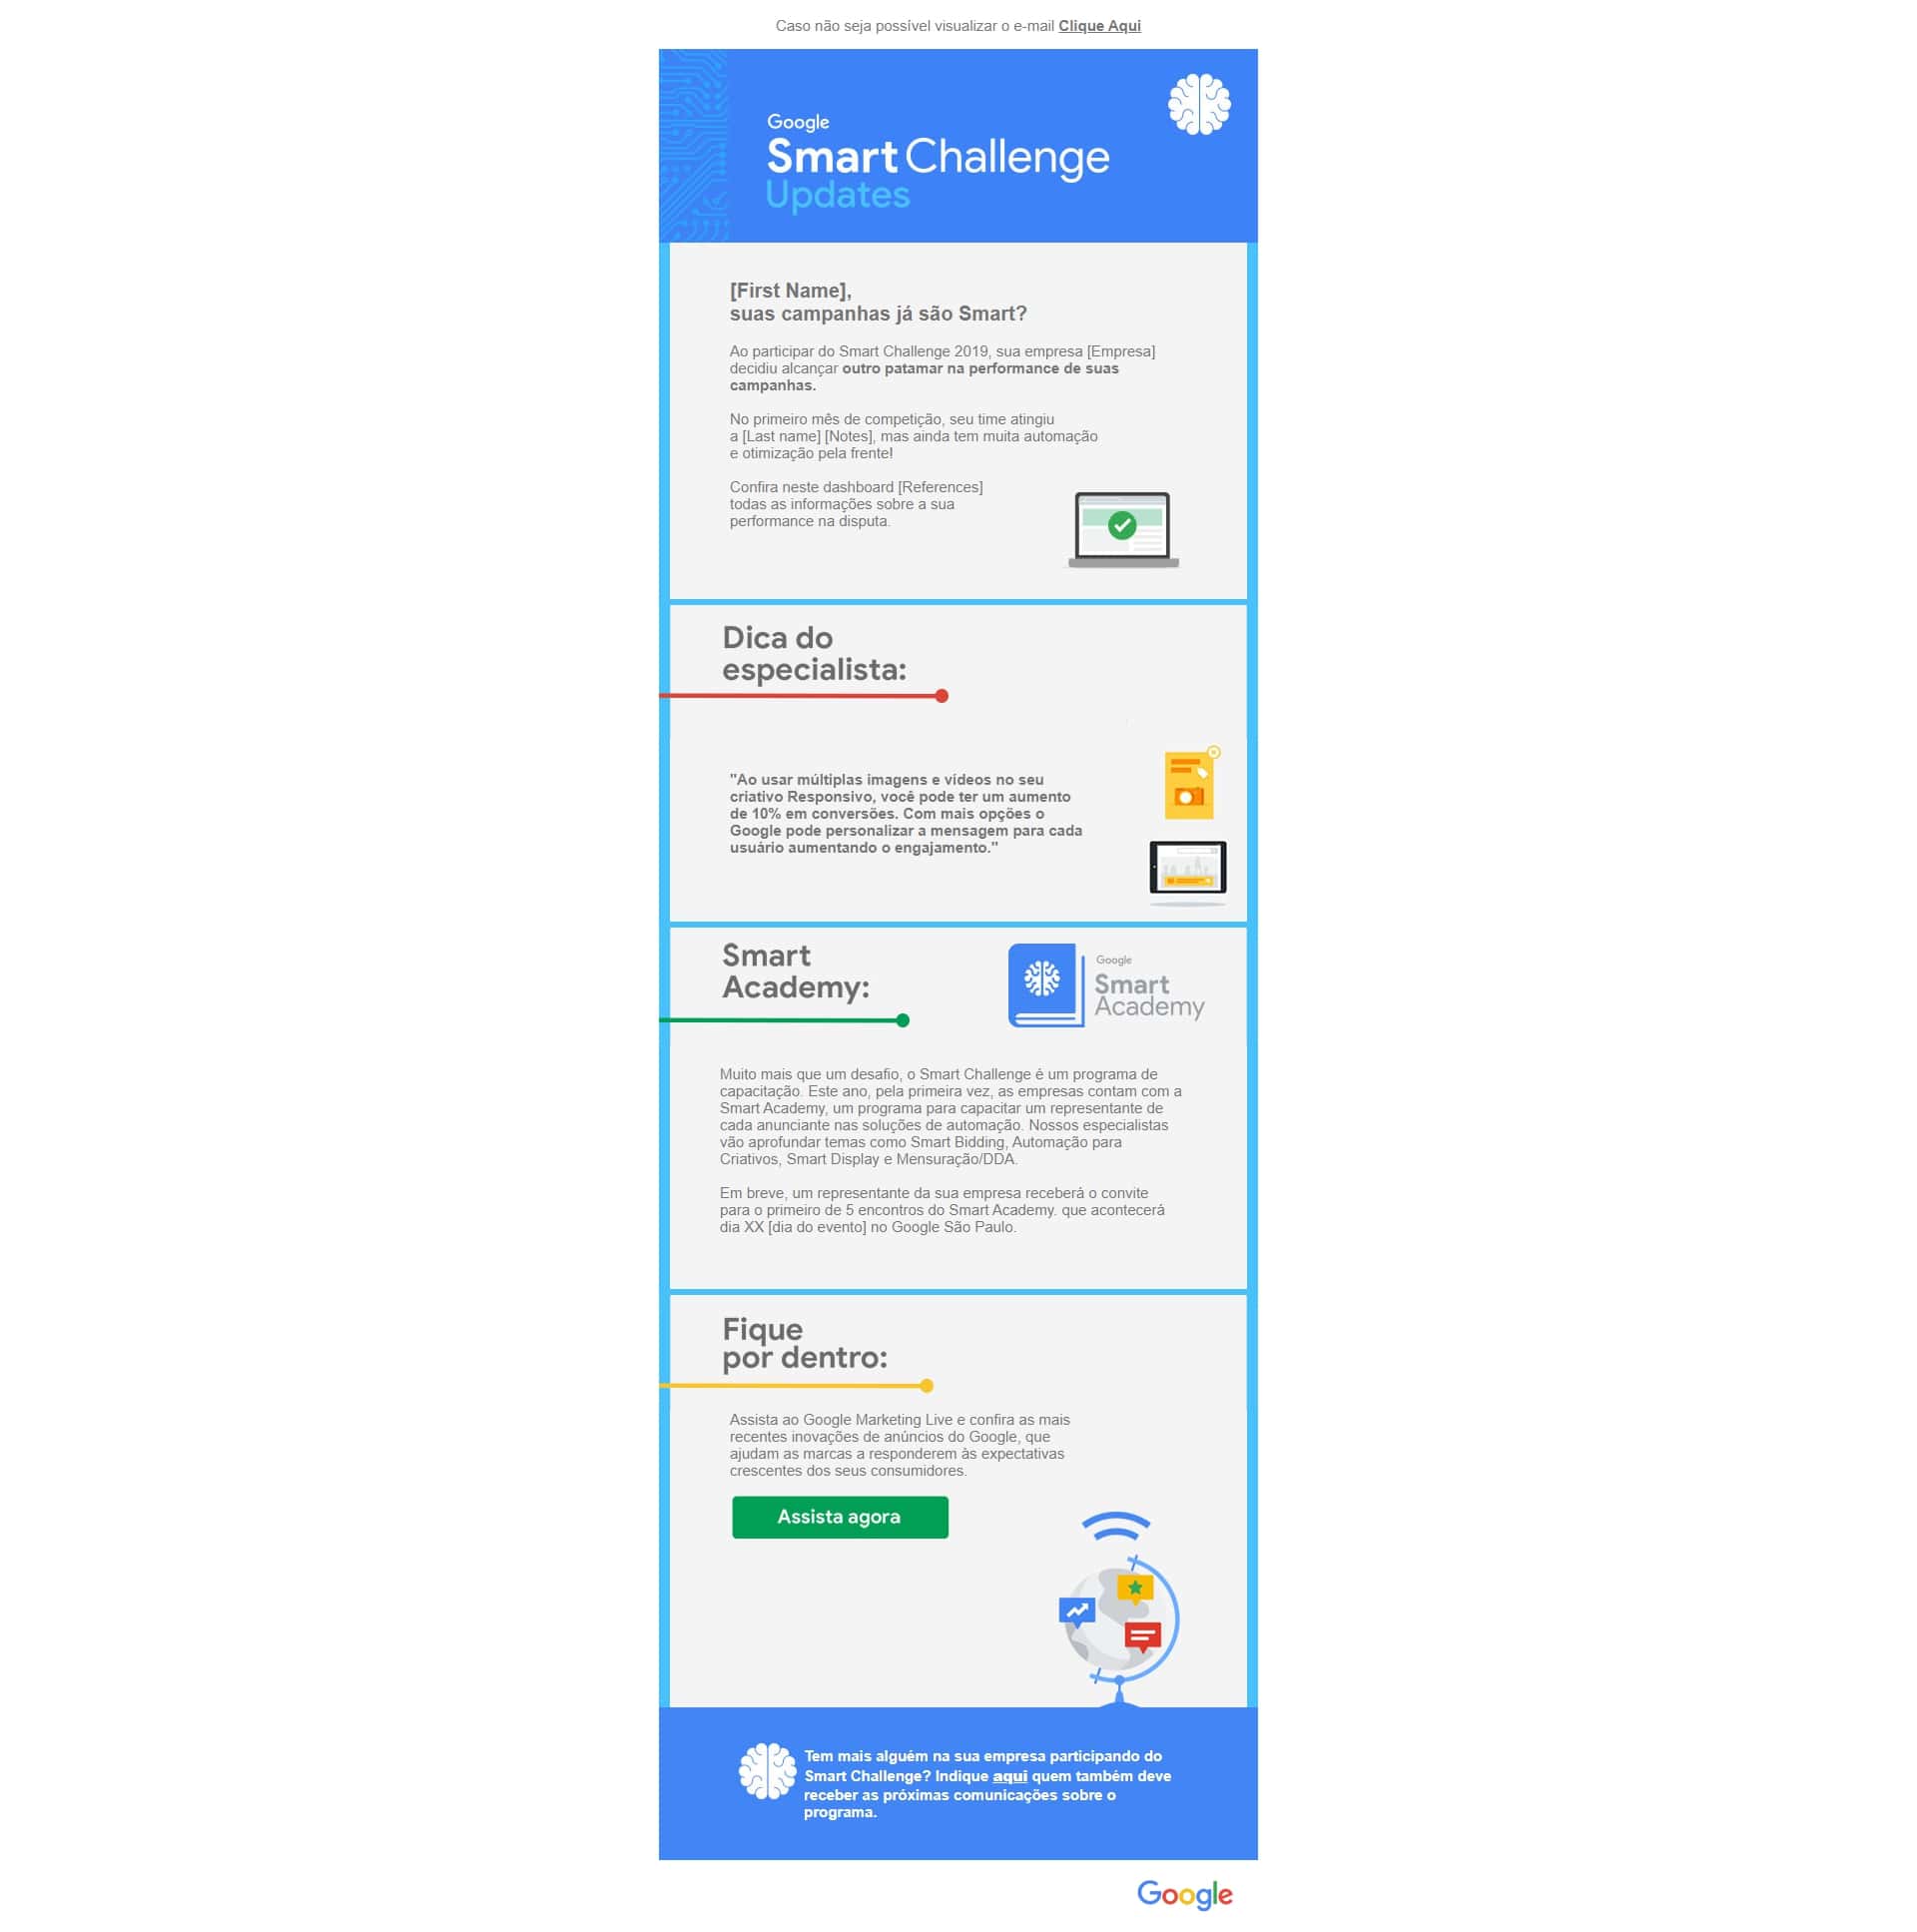 Caso não seja possível visualizar o e-mail Clique Aqui
Google
Smart Challenge
Updates
[First Name],
suas campanhas já são Smart?
Ao participar do Smart Challenge 2019, sua empresa [Empresa]
decidiu alcançar outro patamar na performance de suas
campanhas.
No primeiro mês de competição, seu time atingiu
a [Last name] [Notes], mas ainda tem muita automação
e otimização pela frente!
Confira neste dashboard [References]
todas as informações sobre a sua
performance na disputa.
Dica do
especialista:
"Ao usar múltiplas imagens e vídeos no seu
criativo Responsivo, você pode ter um aumento
de 10% em conversões. Com mais opções o
Google pode personalizar a mensagem para cada
usuário aumentando o engajamento."
Smart
Academy:
Google
Smart
Academy
Muito mais que um desafio, o Smart Challenge é um programa de
capacitação. Este ano, pela primeira vez, as empresas contam com a
Smart Academy, um programa para capacitar um representante de
cada anunciante nas soluções de automação. Nossos especialistas
vão aprofundar temas como Smart Bidding, Automação para
Criativos, Smart Display e Mensuração/DDA.
Em breve, um representante da sua empresa receberá o convite
para o primeiro de 5 encontros do Smart Academy. que acontecerá
dia XX [dia do evento] no Google São Paulo.
Fique
por dentro:
Assista ao Google Marketing Live e confira as mais
recentes inovações de anúncios do Google, que
ajudam as marcas a responderem às expectativas
crescentes dos seus consumidores.
Assista agora
Tem mais alguém na sua empresa participando do
Smart Challenge? Indique aqui quem também deve
receber as próximas comunicações sobre o
programa.
Google